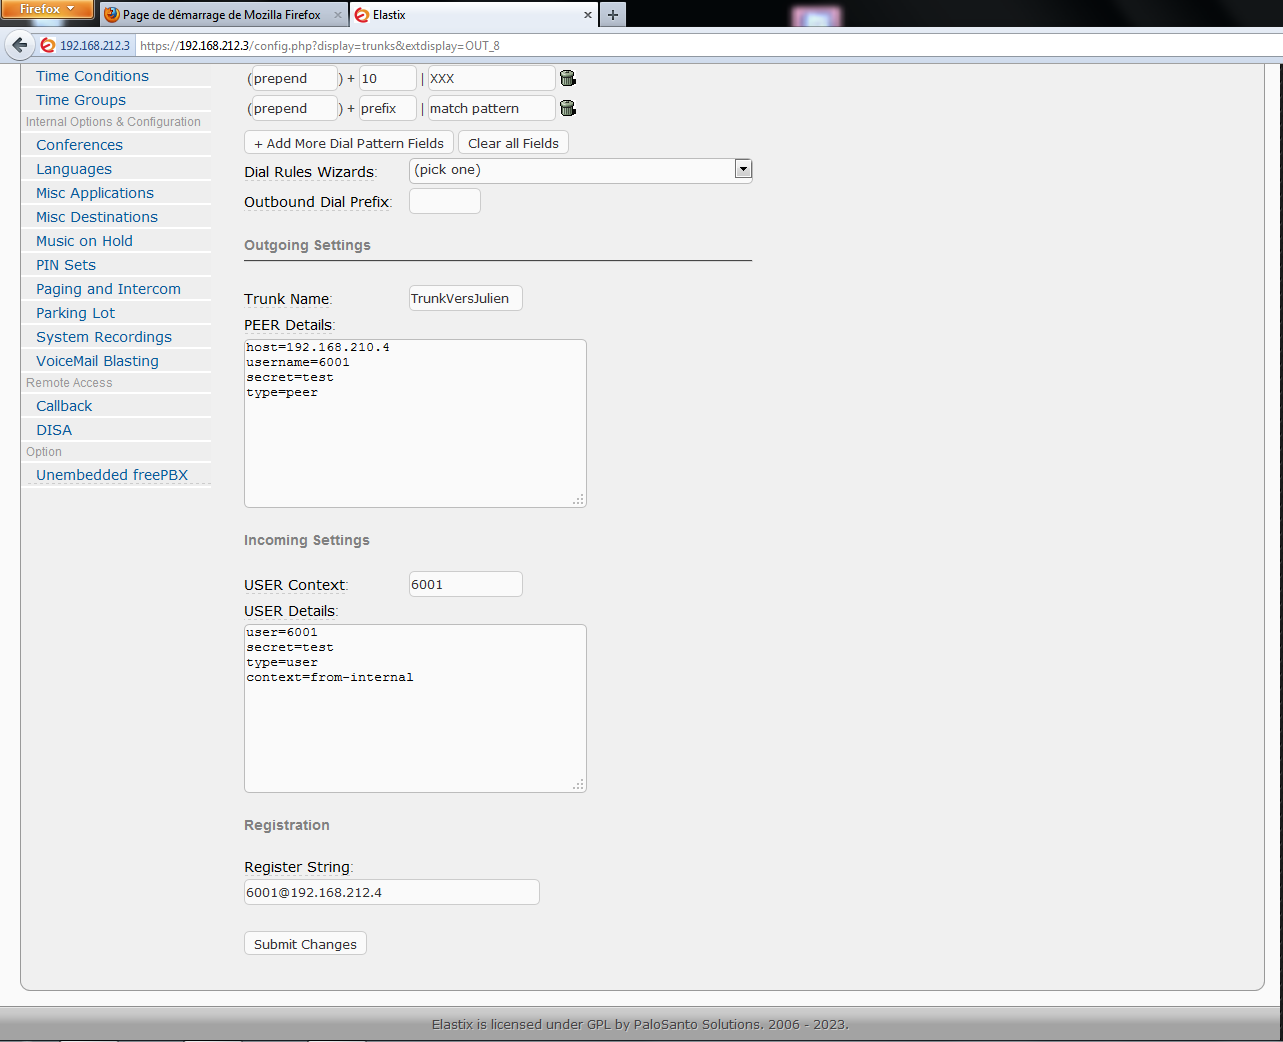 Firefox
Page de démarrage de Mozilla Firefox
Elastix
192.168.212.3
https://192.168.212.3/config.php?display=trunks&extdisplay=OUT_8
Time Conditions
Time Groups
Internal Options & Configuration
Conferences
Languages
Misc Applications
Misc Destinations
Music on Hold
PIN Sets
Paging and Intercom
Parking Lot
System Recordings
VoiceMail Blasting
Remote Access
Callback
DISA
Option
Unembedded freePBX
(prepend) + 10 | XXX
(prepend) + prefix | match pattern
+ Add More Dial Pattern Fields Clear all Fields
Dial Rules Wizards: (pick one)
Outbound Dial Prefix:
Outgoing Settings
Trunk Name: TrunkVersJulien
PEER Details:
host=192.168.210.4
username=6001
secret=test
type=peer
Incoming Settings
USER Context: 6001
USER Details:
user=6001
secret=test
type=user
context=from-internal
Registration
Register String:
6001@192.168.212.4
Submit Changes
Elastix is licensed under GPL by PaloSanto Solutions. 2006 - 2023.